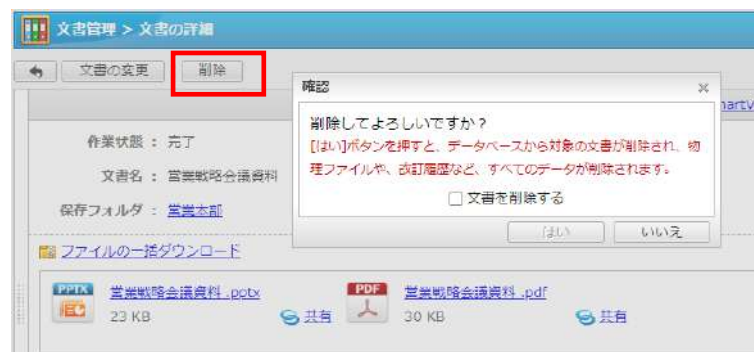 文書管理 > 文書の詳細
文書の変更 削除
確認
削除してよろしいですか?
[はい]ボタンを押すと、データベースから対象の文書が削除され、物
理ファイルや、改訂履歴など、すべてのデータが削除されます。
文書を削除する
はい いいえ
作業状態 : 完了
文書名 : 営業戦略会議資料
保存フォルダ : 営業本部
ファイルの一括ダウンロード
PPTX 営業戦略会議資料 .pptx
23 KB 共有
PDF 営業戦略会議資料 .pdf
30 KB 共有